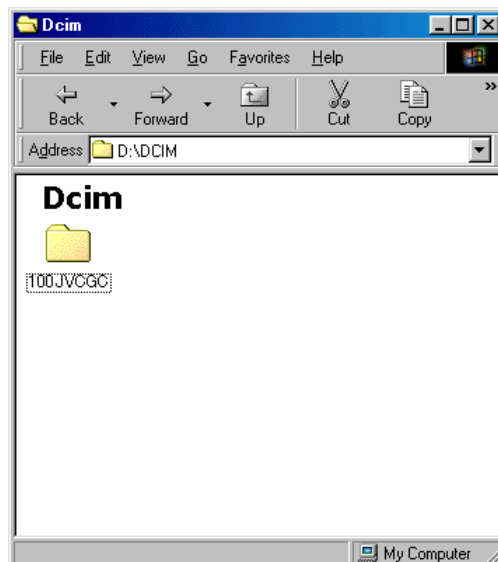 Dcim
File Edit View Go Favorites Help
Back Forward Up Cut Copy »
Address D:\DCIM
Dcim
100JVCGC
My Computer